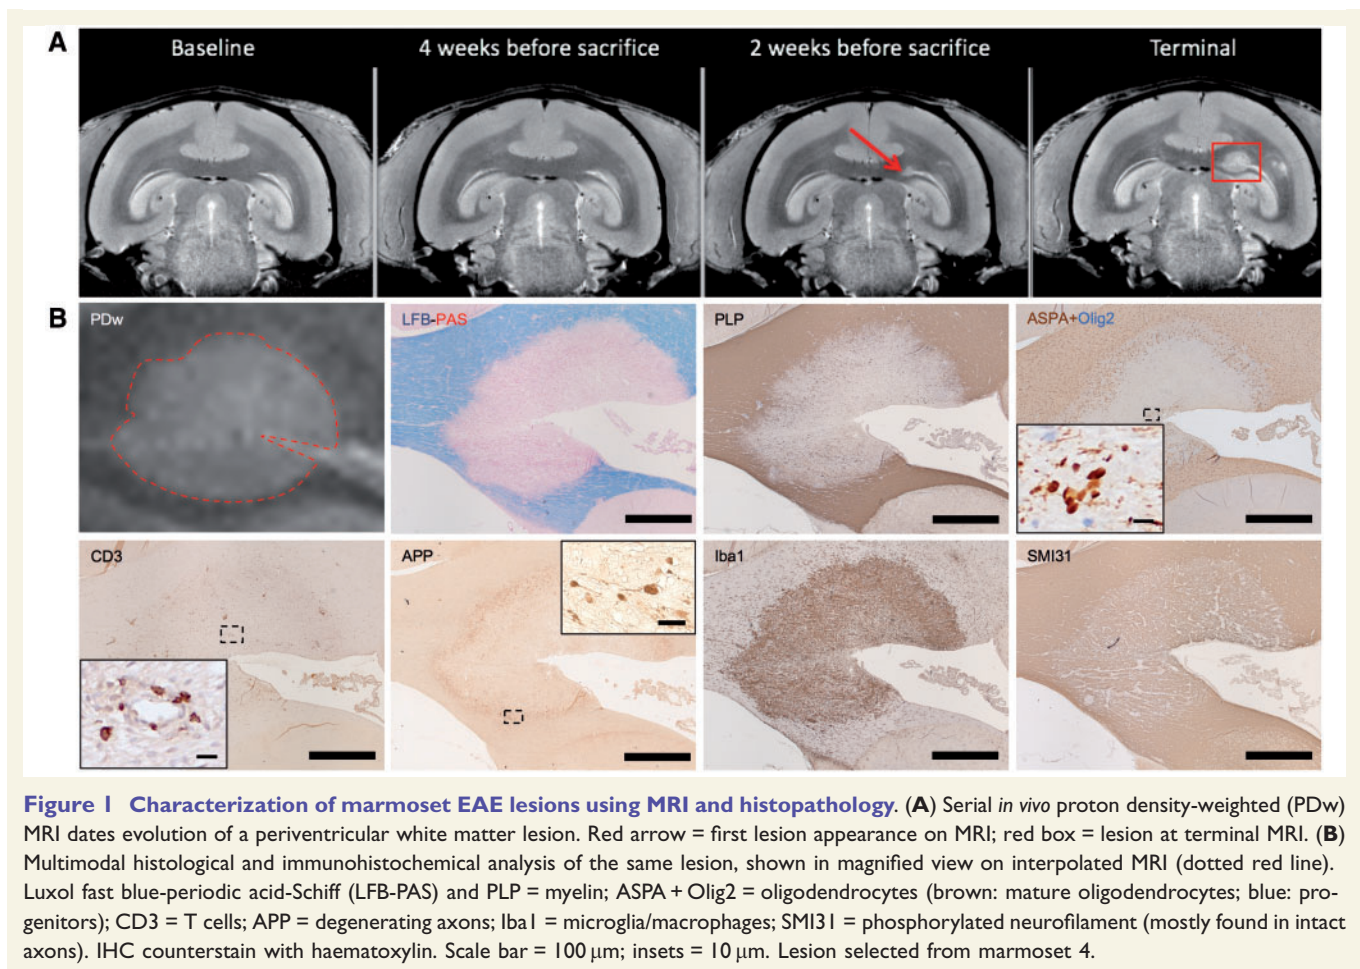 A
Baseline
4 weeks before sacrifice
2 weeks before sacrifice
Terminal
B
PDw
LFB-PAS
PLP
ASPA+Olig2
CD3
APP
Iba1
SMI31
Figure 1 Characterization of marmoset EAE lesions using MRI and histopathology. (A) Serial in vivo proton density-weighted (PDw)
MRI dates evolution of a periventricular white matter lesion. Red arrow = first lesion appearance on MRI; red box = lesion at terminal MRI. (B)
Multimodal histological and immunohistochemical analysis of the same lesion, shown in magnified view on interpolated MRI (dotted red line).
Luxol fast blue-periodic acid-Schiff (LFB-PAS) and PLP = myelin; ASPA + Olig2 = oligodendrocytes (brown: mature oligodendrocytes; blue: pro-
genitors); CD3 = T cells; APP = degenerating axons; Iba1 = microglia/macrophages; SMI31 = phosphorylated neurofilament (mostly found in intact
axons). IHC counterstain with haematoxylin. Scale bar = 100 μm; insets = 10 μm. Lesion selected from marmoset 4.